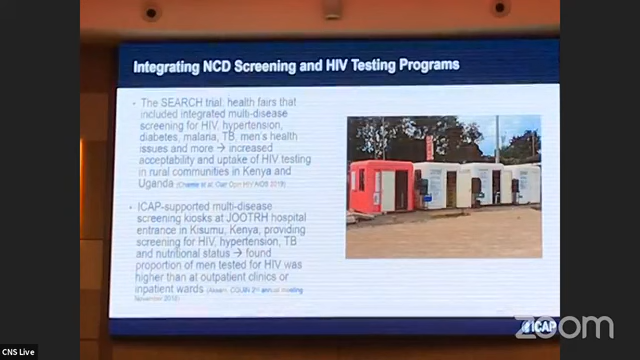 Integrating NCD Screening and HIV Testing Programs
• The SEARCH trial, health fairs that
included integrated multi-disease
screening for HIV, hypertension,
diabetes, malaria, TB, men's health
issues and more → increased
acceptability and uptake of HIV testing
in rural communities in Kenya and
Uganda
• ICAP-supported multi-disease
screening kiosks at JOOTRH hospital
entrance in Kisumu, Kenya, providing
screening for HIV, hypertension, TB
and nutritional status → found
proportion of men tested for HIV was
higher than at outpatient clinics or
inpatient wards
ICAP
zoom
CNS Live